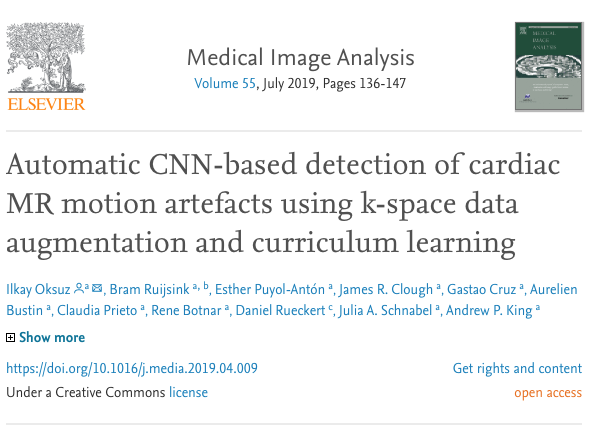 Medical Image Analysis
Volume 55, July 2019, Pages 136-147
ELSEVIER
MEDICAL
IMAGE
ANALYSIS
Automatic CNN-based detection of cardiac
MR motion artefacts using k-space data
augmentation and curriculum learning
Ilkay Oksuz a, Bram Ruijsink a, b, Esther Puyol-Antón a, James R. Clough a, Gastao Cruz a, Aurelien
Bustin a, Claudia Prieto a, Rene Botnar a, Daniel Rueckert c, Julia A. Schnabel a, Andrew P. King a
Show more
https://doi.org/10.1016/j.media.2019.04.009
Get rights and content
Under a Creative Commons license
open access